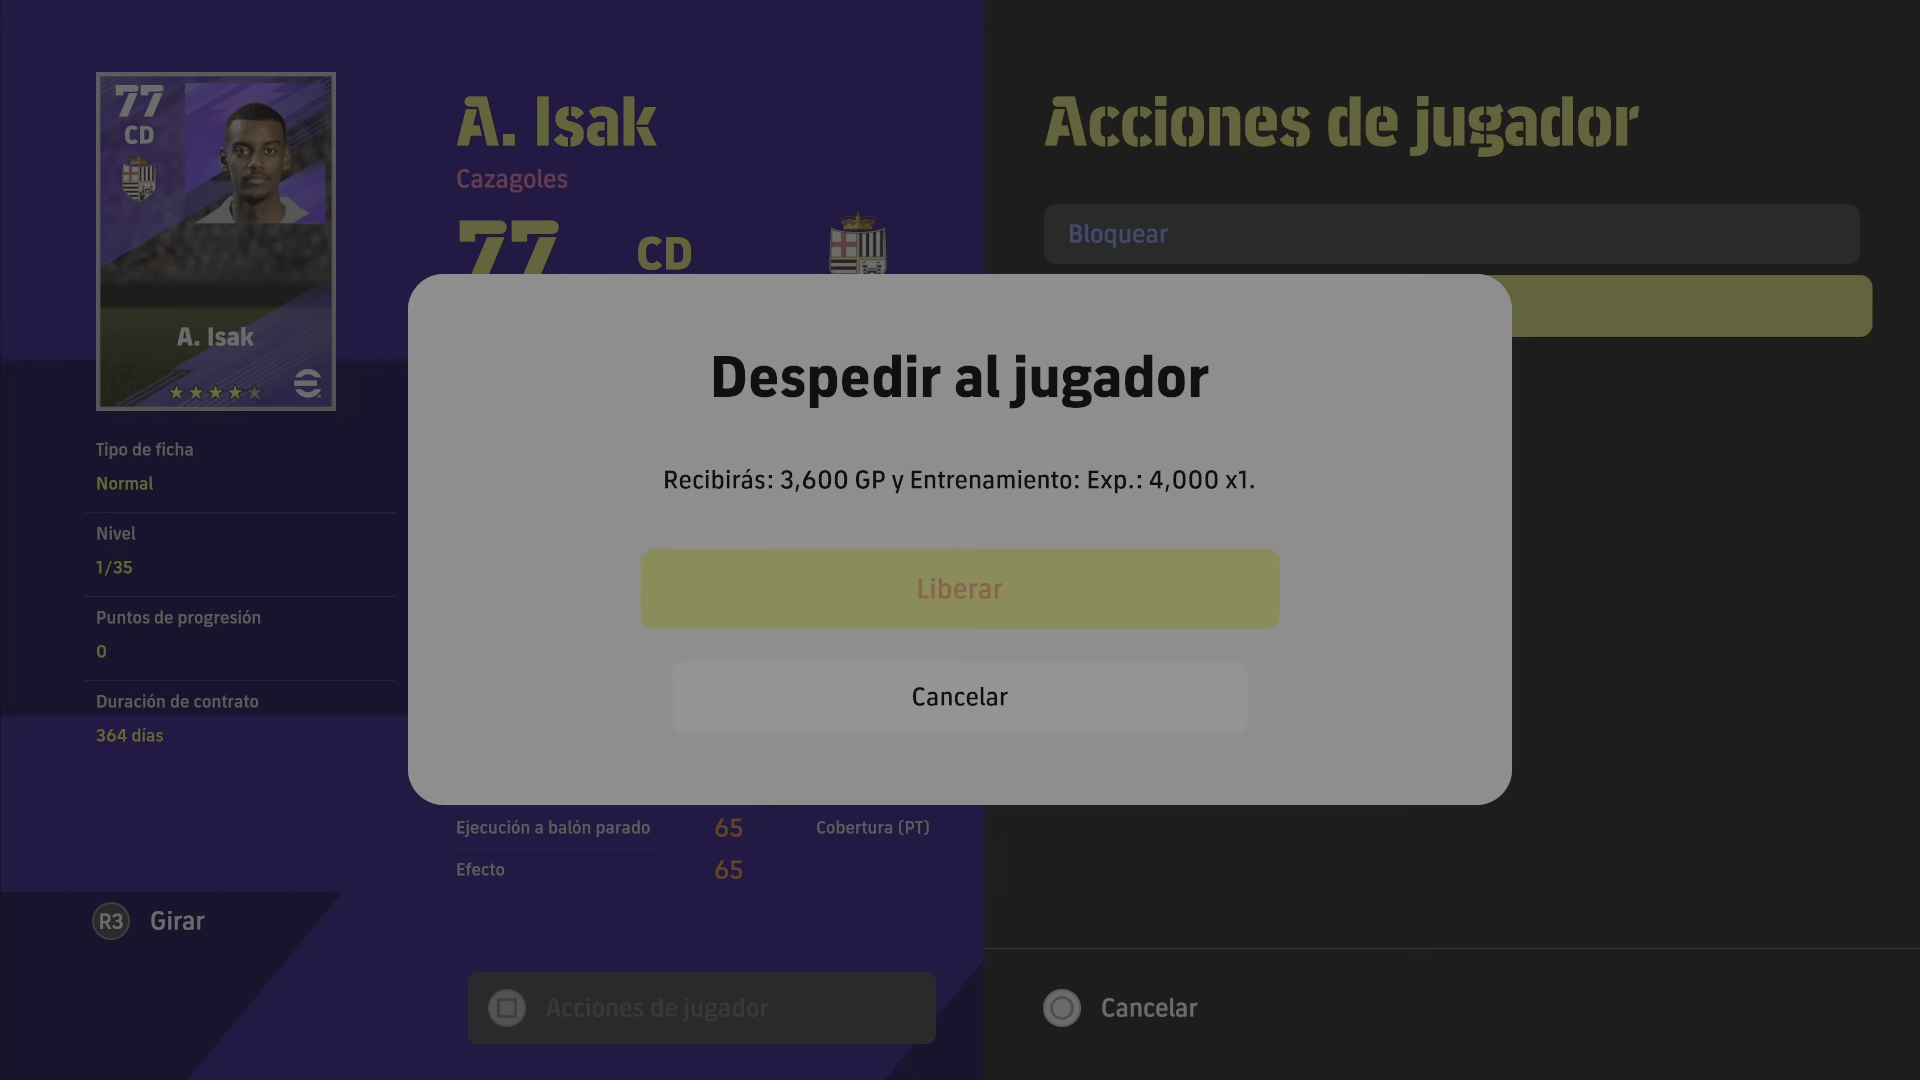 77
CD
A. Isak
Tipo de ficha
Normal
Nivel
1/35
Puntos de progresión
0
Duración de contrato
364 días
R3 Girar
A. Isak
Cazagoles
77 CD
Acciones de jugador
Bloquear
Despedir al jugador
Recibirás: 3,600 GP y Entrenamiento: Exp.: 4,000 x1.
Liberar
Cancelar
Ejecución a balón parado 65 Cobertura (PT)
Efecto 65
Acciones de jugador
Cancelar